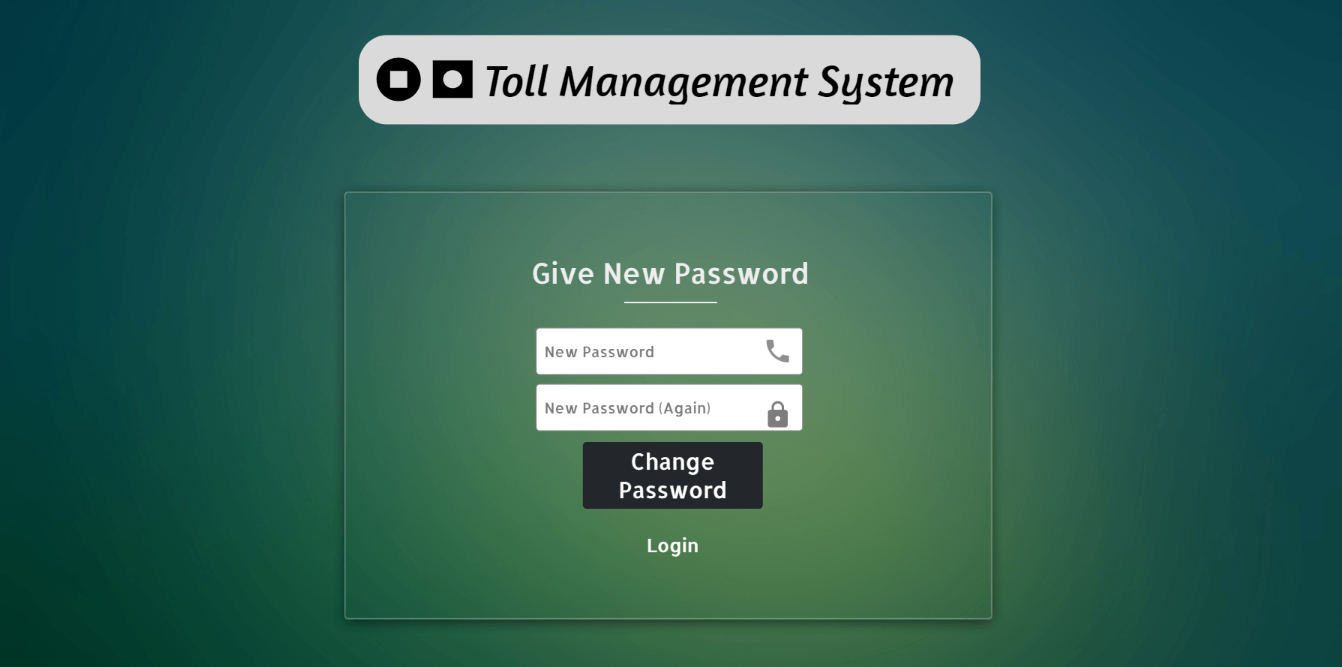 Toll Management System
Give New Password
New Password
New Password (Again)
Change
Password
Login